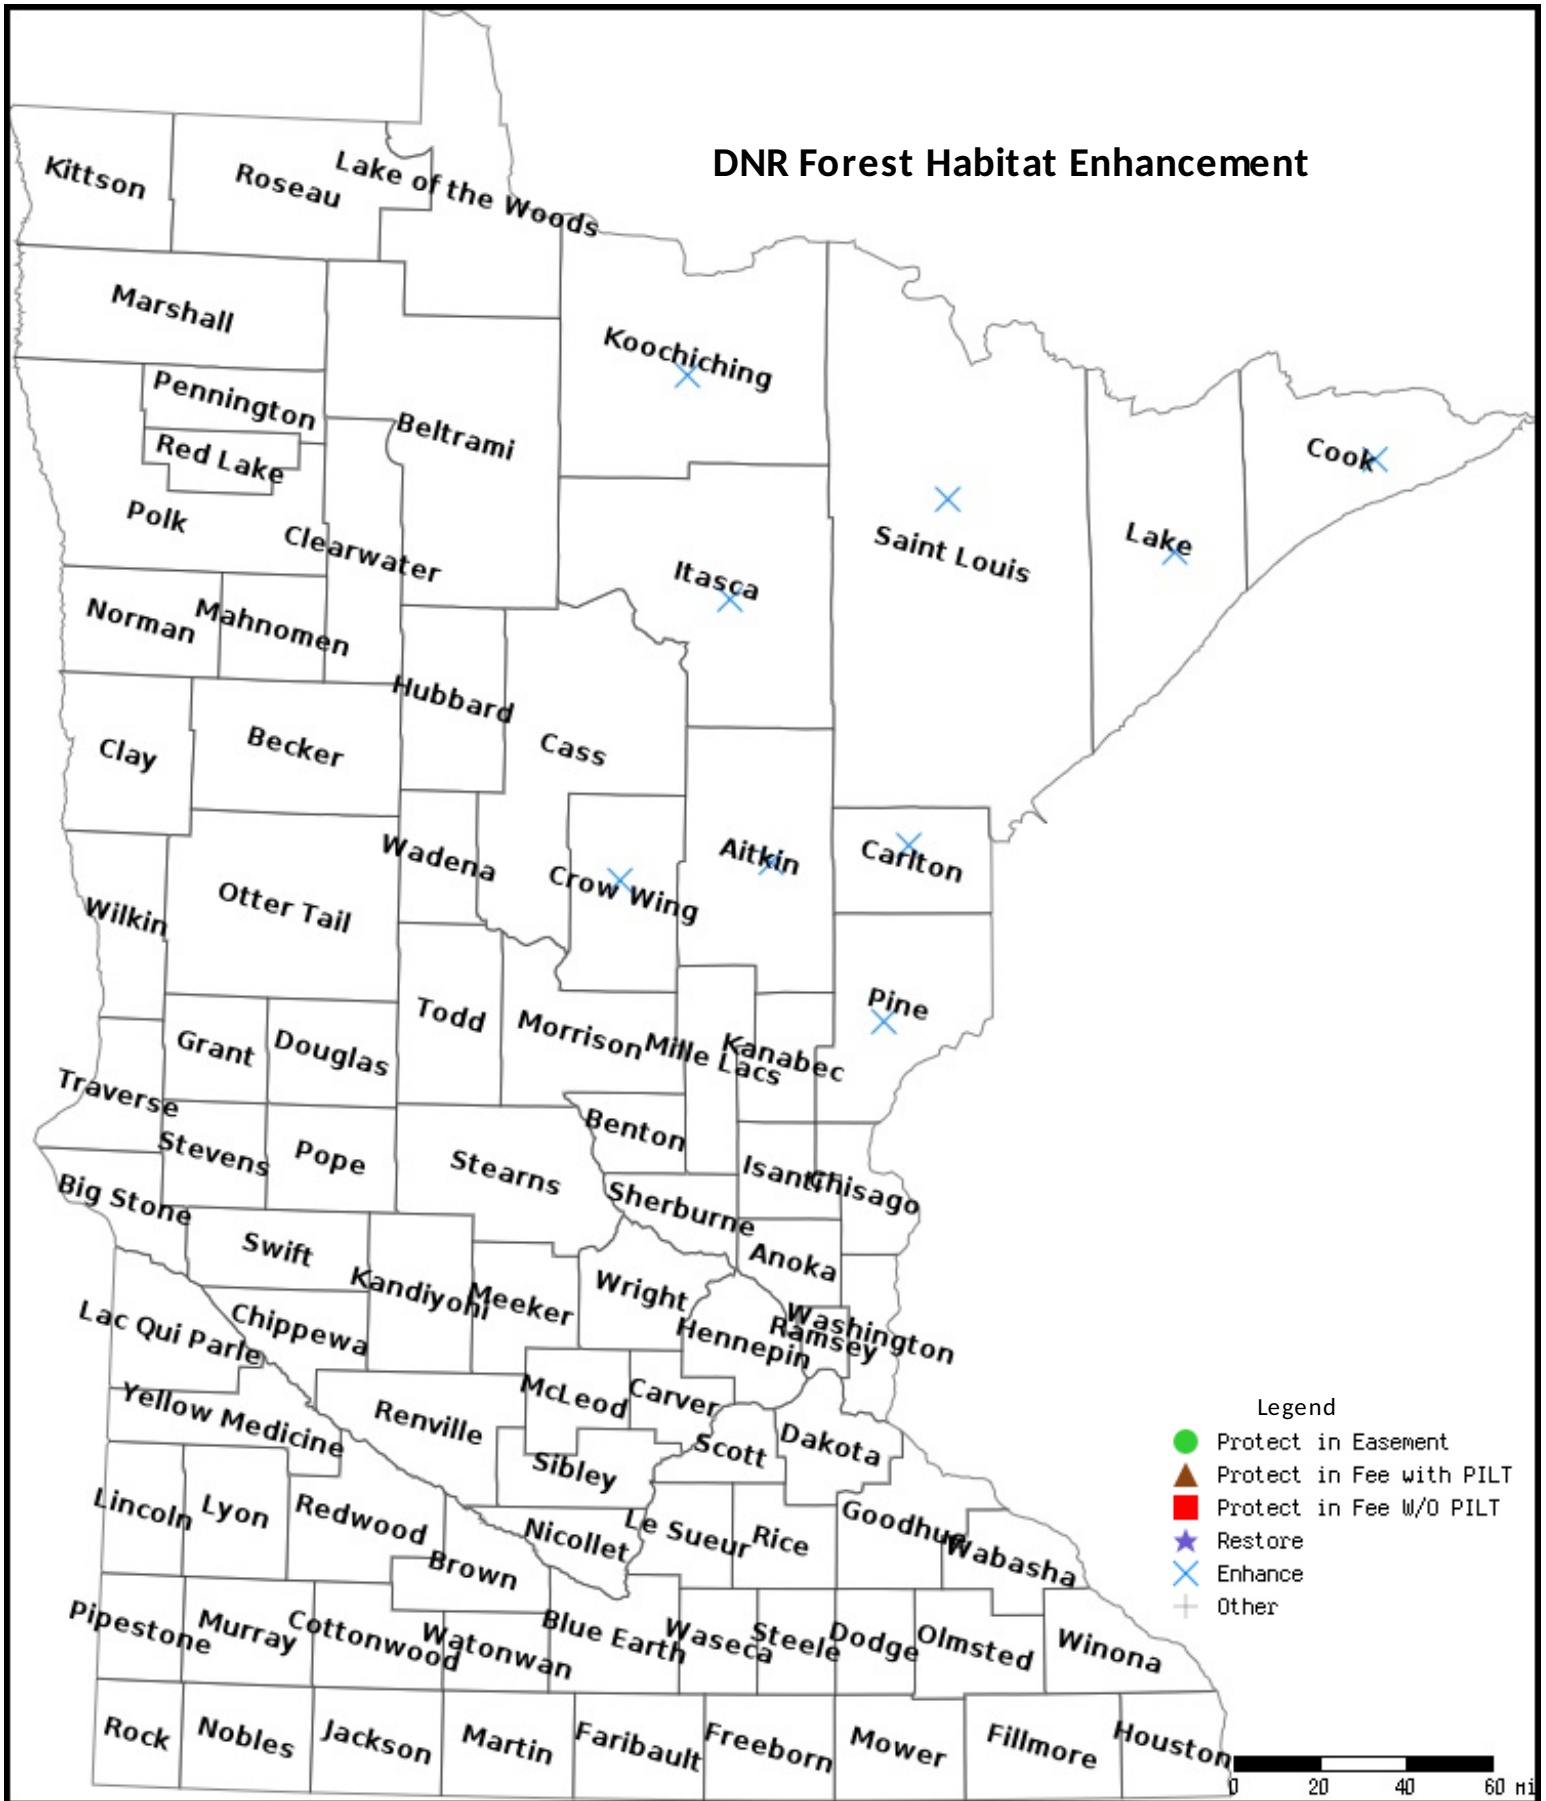 DNR Forest Habitat Enhancement
Kittson
Roseau
Lake of the Woods
Marshall
Koochiching
Pennington
Beltrami
Red Lake
Cook
Polk
Clearwater
Saint Louis
Lake
Itasca
Norman
Mahnomen
Hubbard
Clay
Becker
Cass
Wadena
Aitkin
Carlton
Crow Wing
Otter Tail
Wilkin
Todd
Pine
Morrison
Mille Lacs
Kanabec
Grant
Douglas
Traverse
Stevens
Pope
Benton
Stearns
Isanti
Chisago
Big Stone
Sherburne
Swift
Anoka
Kandiyohi
Meeker
Wright
Washington
Ramsey
Hennepin
Lac Qui Parle
Chippewa
McLeod
Carver
Yellow Medicine
Renville
Scott
Dakota
Sibley
Lincoln
Lyon
Redwood
Nicollet
Le Sueur
Rice
Goodhue
Wabasha
Brown
Pipestone
Murray
Cottonwood
Watonwan
Blue Earth
Waseca
Steele
Dodge
Olmsted
Winona
Rock
Nobles
Jackson
Martin
Faribault
Freeborn
Mower
Fillmore
Houston
Legend
Protect in Easement
Protect in Fee with PILT
Protect in Fee W/O PILT
Restore
Enhance
Other
0 20 40 60 mi